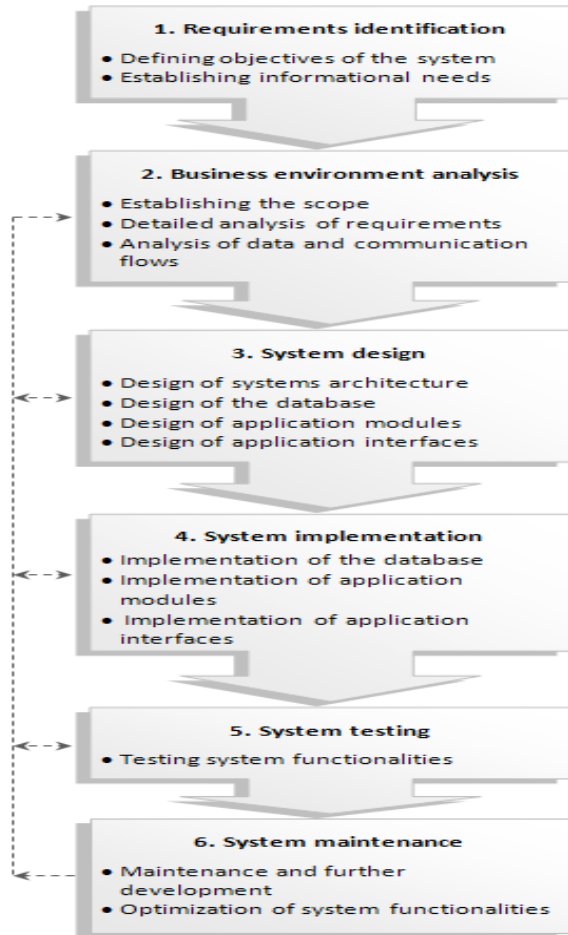 1. Requirements identification
• Defining objectives of the system
• Establishing informational needs
2. Business environment analysis
• Establishing the scope
• Detailed analysis of requirements
• Analysis of data and communication
flows
3. System design
• Design of systems architecture
• Design of the database
• Design of application modules
• Design of application interfaces
4. System implementation
• Implementation of the database
• Implementation of application
modules
• Implementation of application
interfaces
5. System testing
• Testing system functionalities
6. System maintenance
• Maintenance and further
development
• Optimization of system functionalities